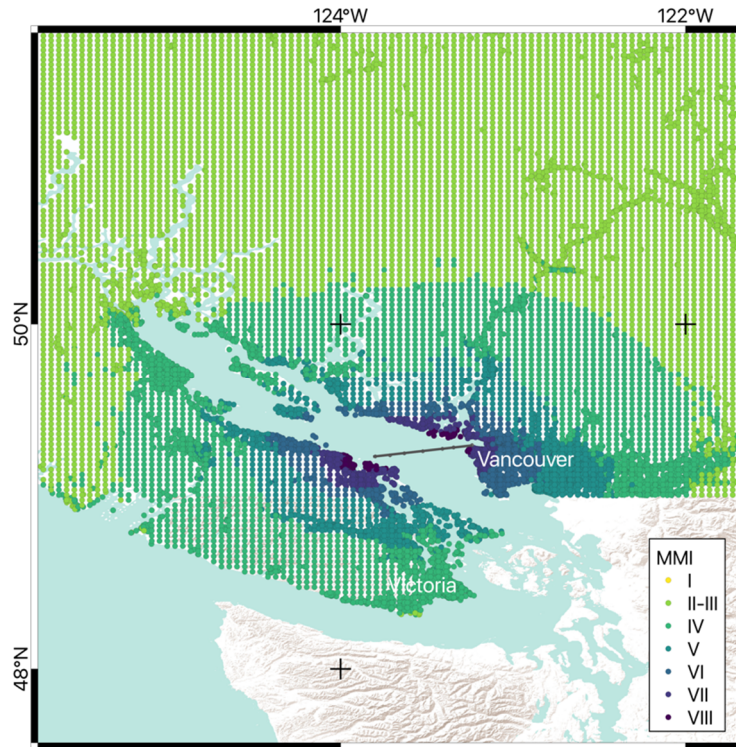 124°W 122°W
50°N
Vancouver
Victoria
48°N
MMI
I
II-III
IV
V
VI
VII
VIII